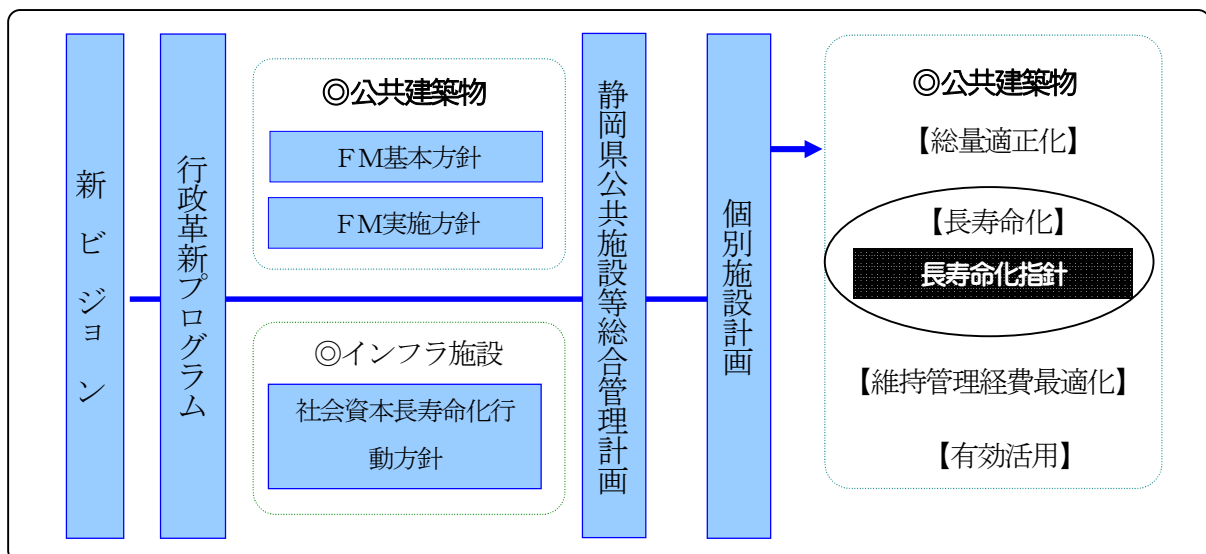 新ビジョン
行政革新プログラム
◎公共建築物
ＦＭ基本方針
ＦＭ実施方針
◎インフラ施設
社会資本長寿命化行
動方針
静岡県公共施設等総合管理計画
個別施設計画
◎公共建築物
【総量適正化】
【長寿命化】
長寿命化指針
【維持管理経費最適化】
【有効活用】